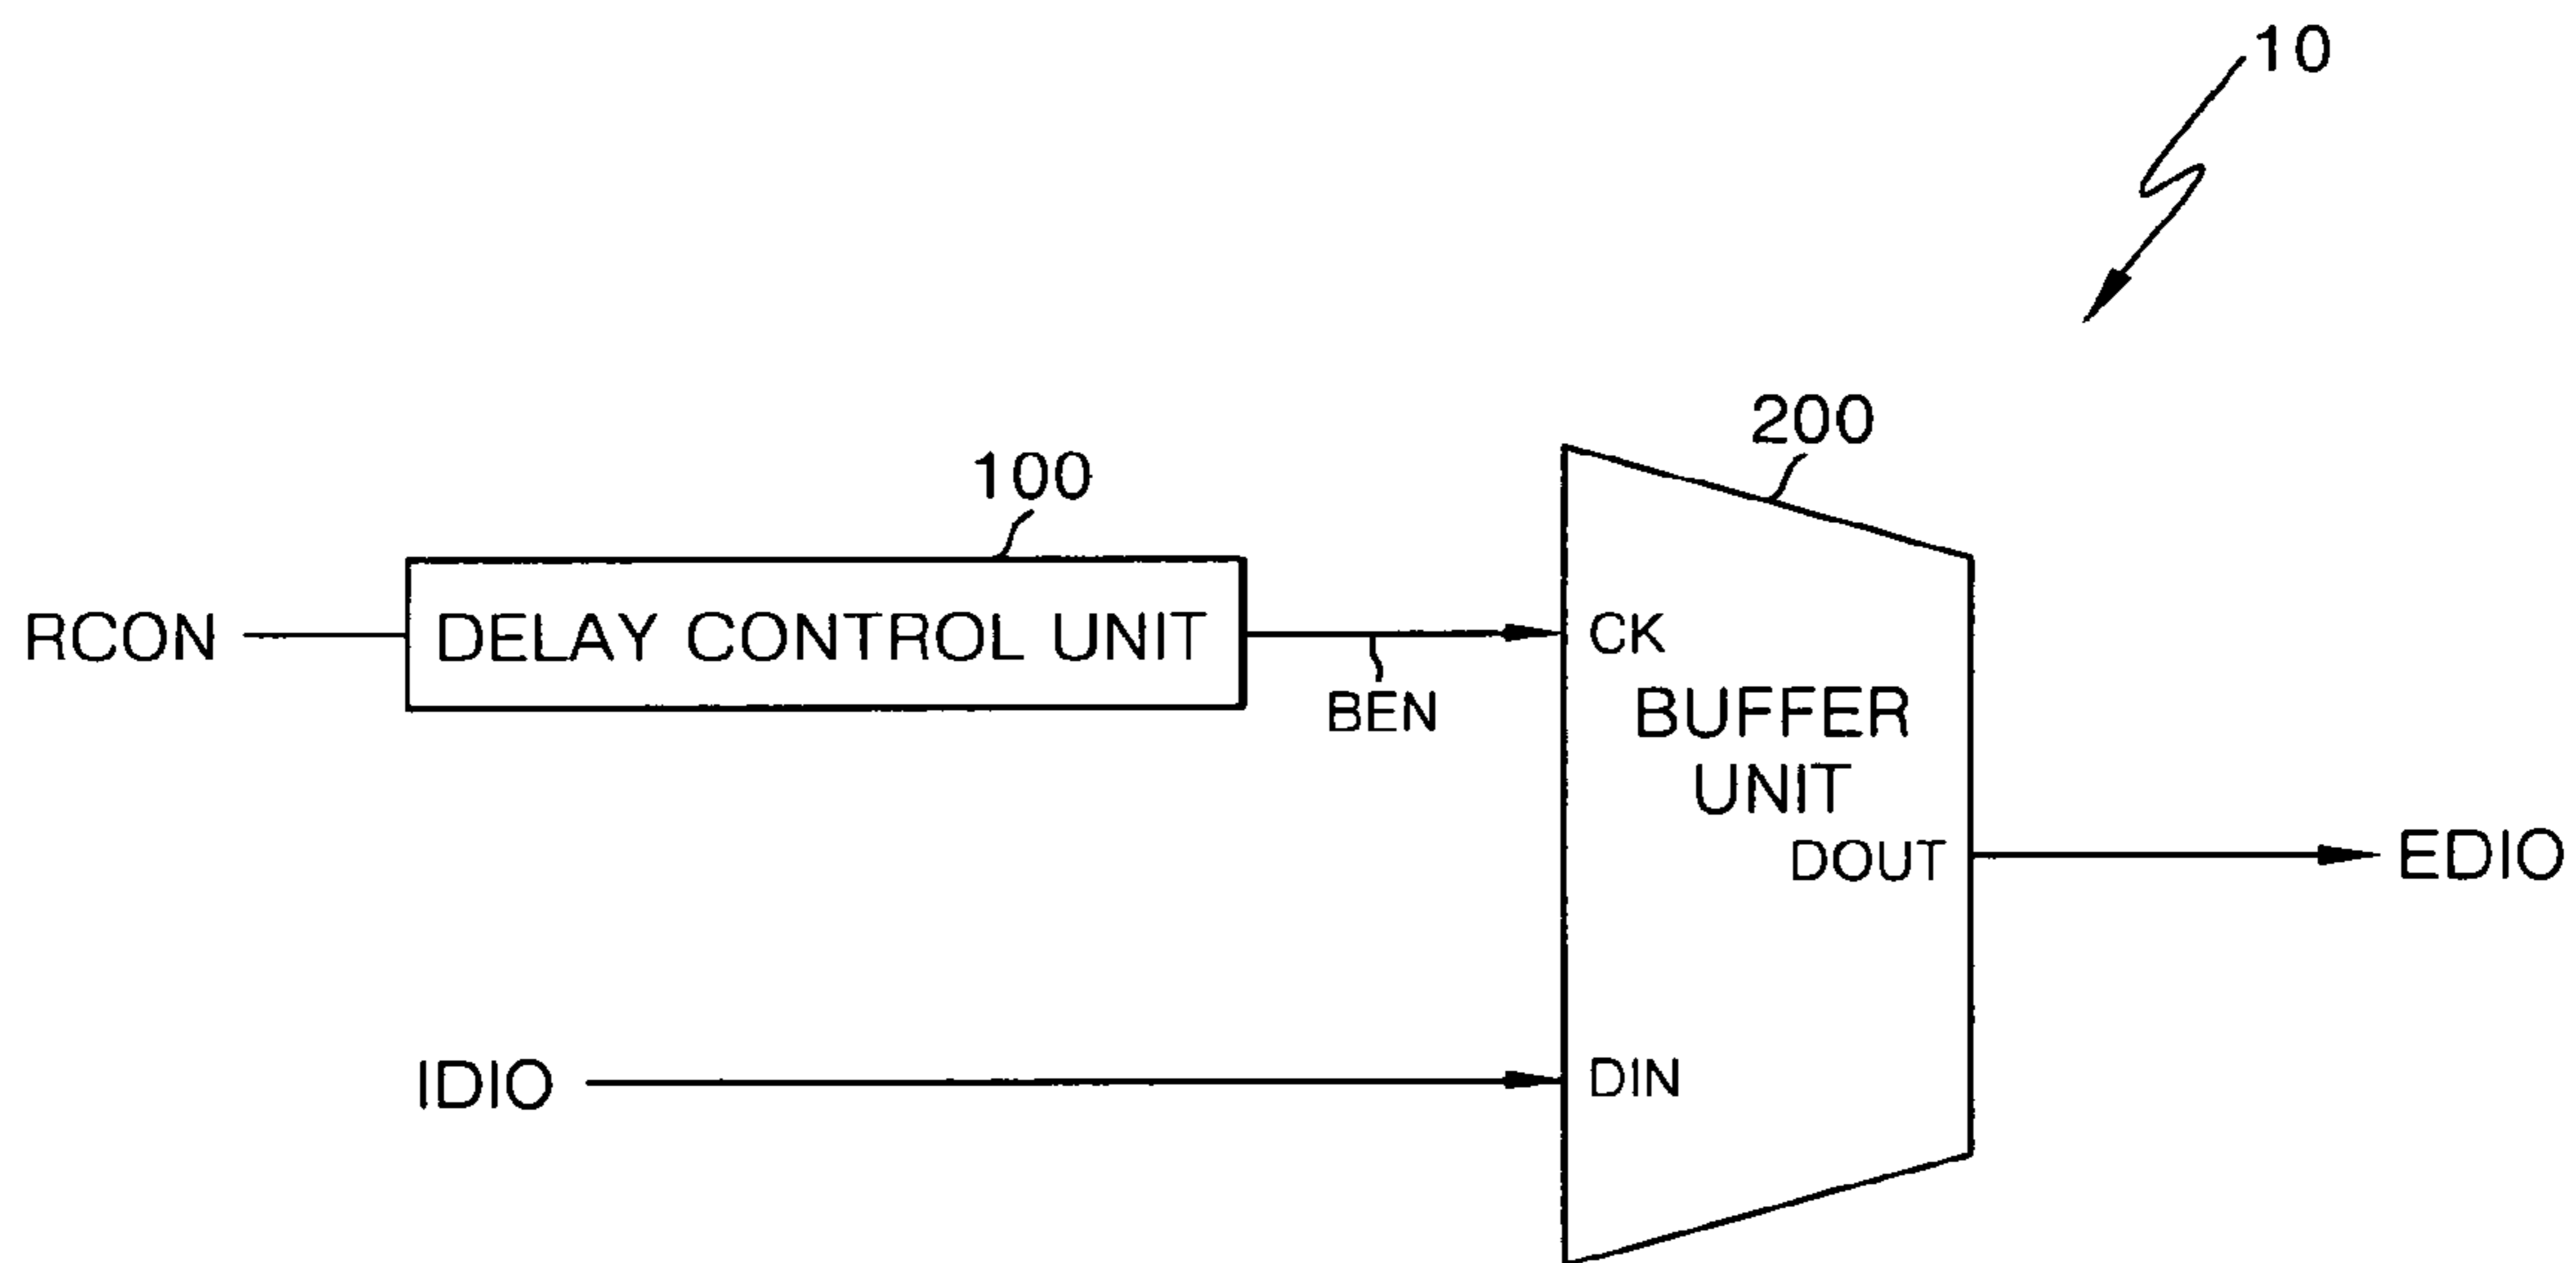 10
200
100
RCON
DELAY CONTROL UNIT
CK
BEN
BUFFER
UNIT
DOUT
EDIO
IDIO
DIN